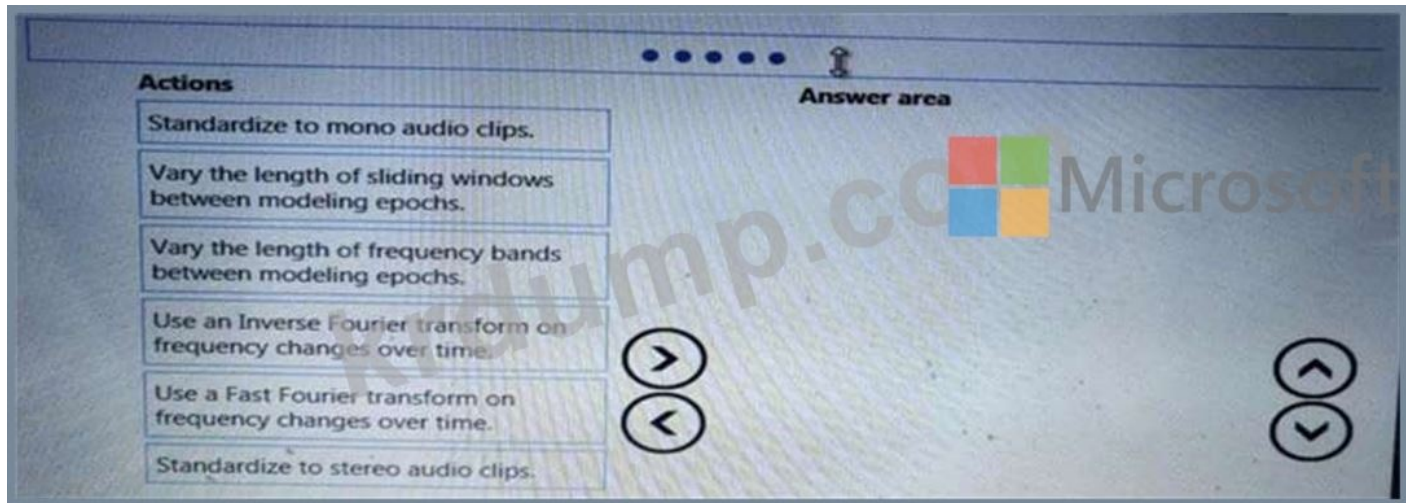 Actions
Answer area
Standardize to mono audio clips.
Vary the length of sliding windows
between modeling epochs.
Vary the length of frequency bands
between modeling epochs.
Use an Inverse Fourier transform on
frequency changes over time.
Use a Fast Fourier transform on
frequency changes over time.
Standardize to stereo audio clips.
Microsoft
krdump.com